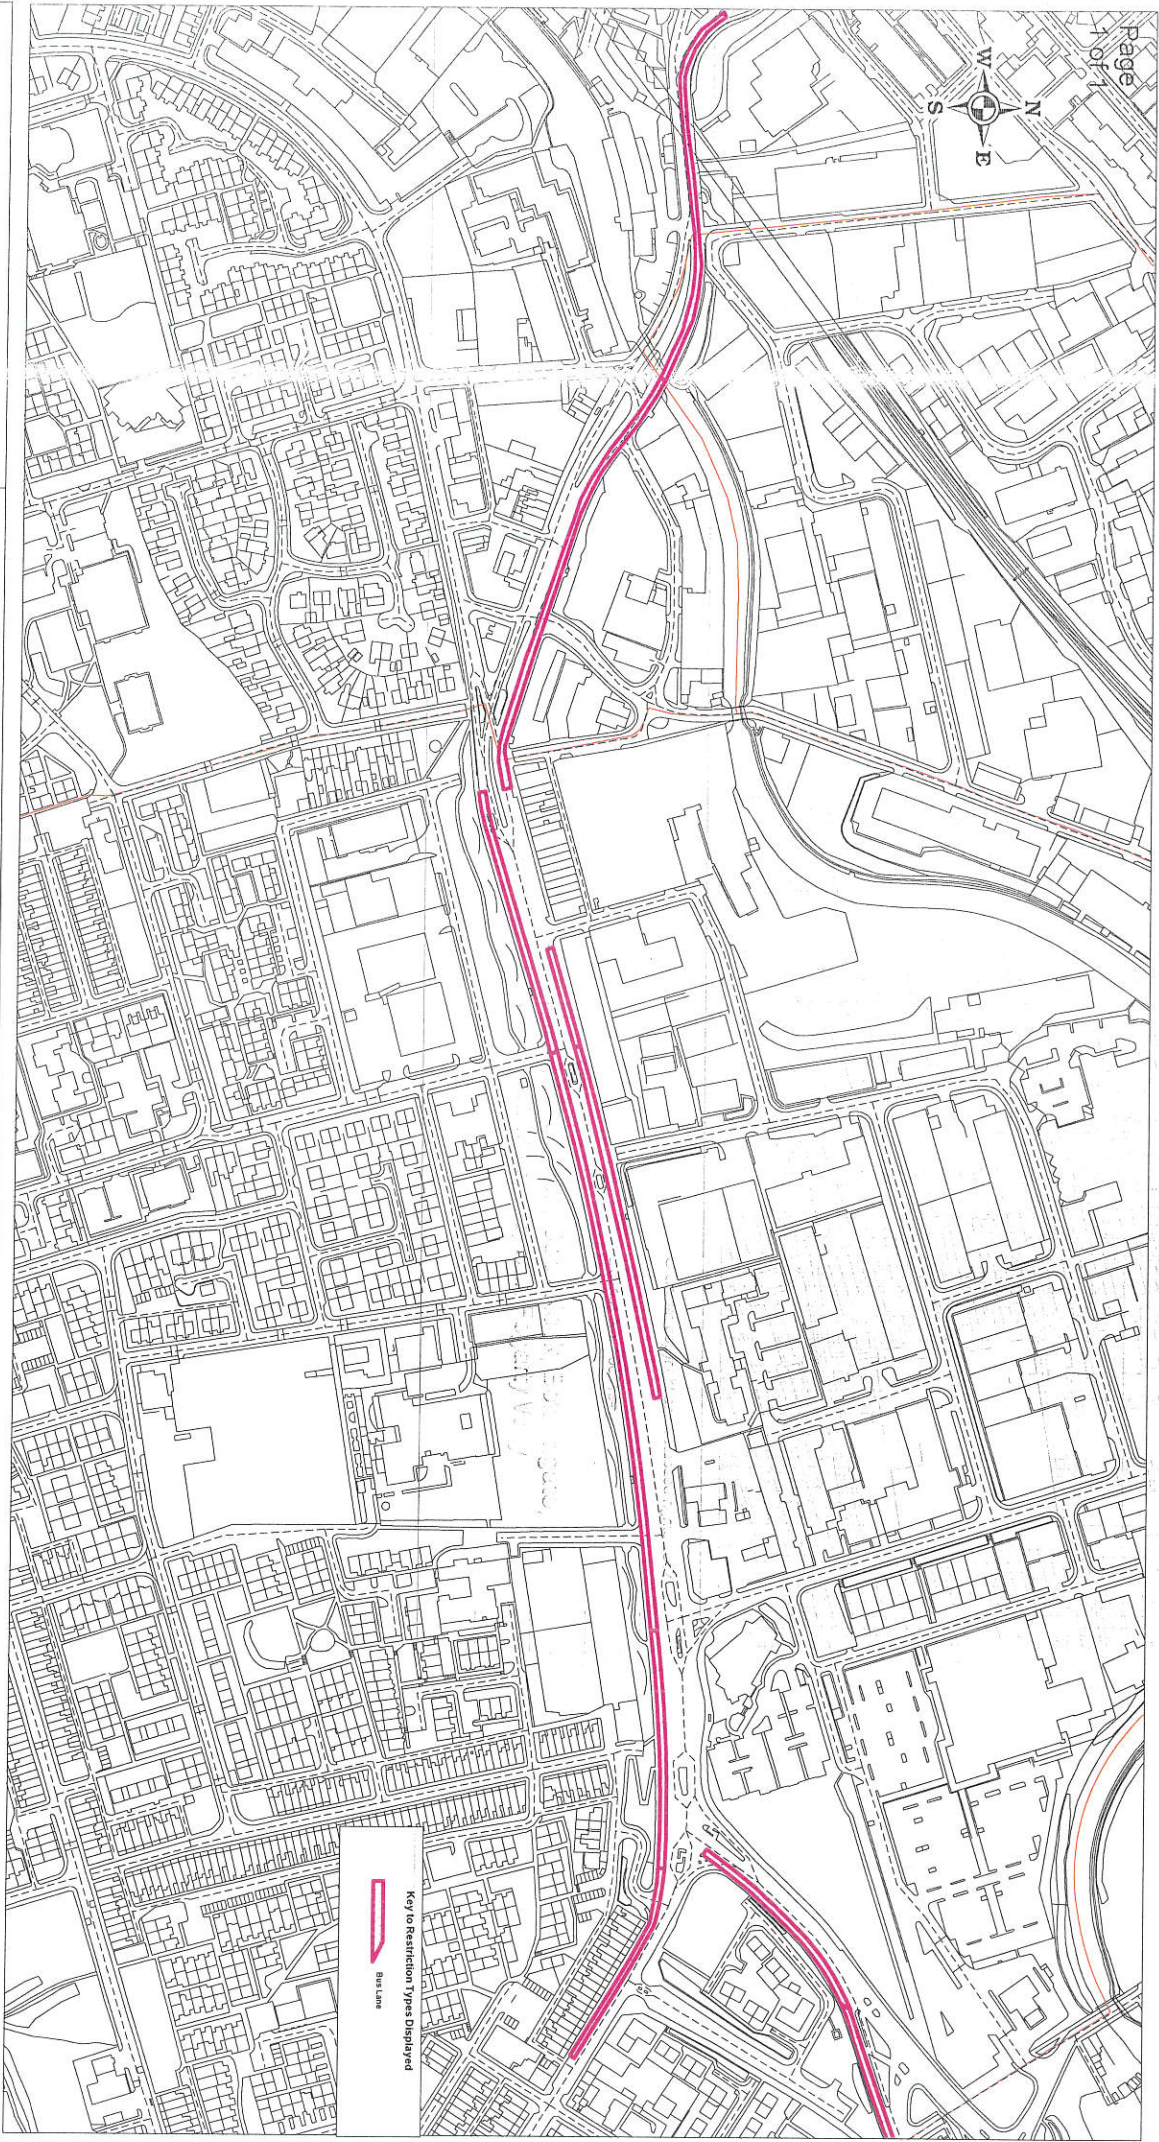 Page
1 of 1
N
W
E
S
Key to Restriction Types Displayed
Bus Lane